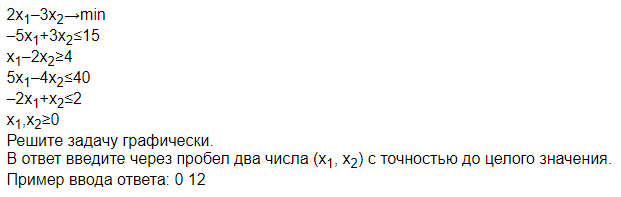 2x₁–3x₂→min
–5x₁+3x₂≤15
x₁–2x₂≥4
5x₁–4x₂≤40
–2x₁+x₂≤2
x₁,x₂≥0
Решите задачу графически.
В ответ введите через пробел два числа (x₁, x₂) с точностью до целого значения.
Пример ввода ответа: 0 12